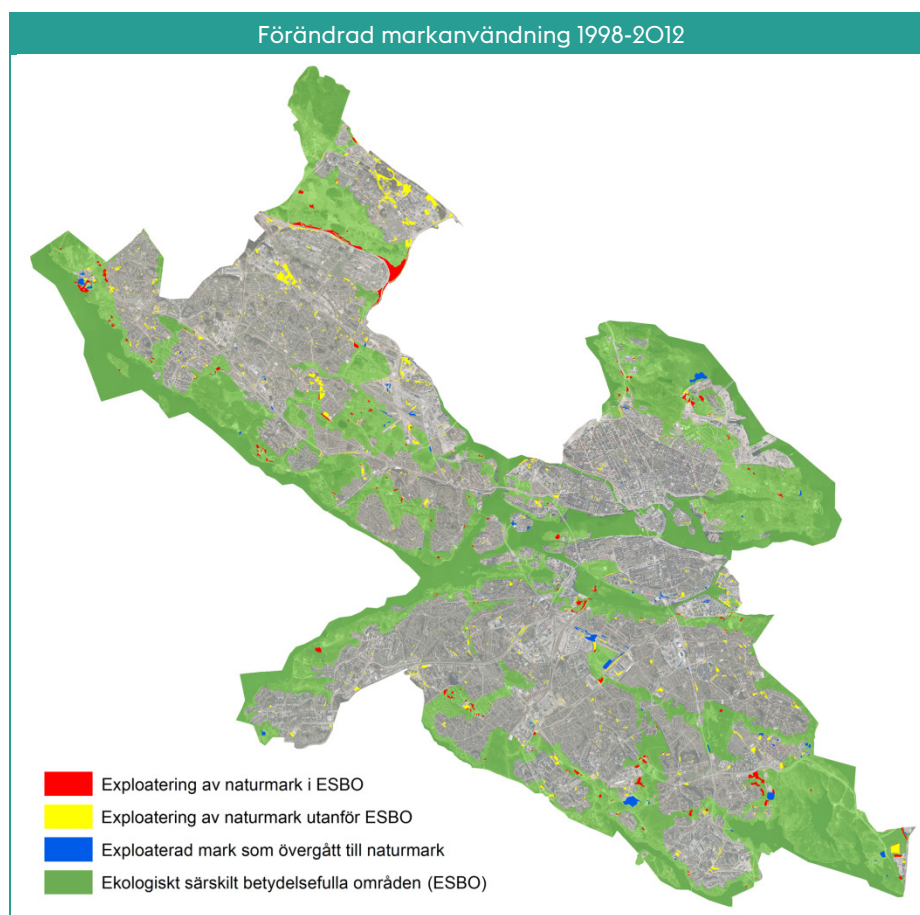 Förändrad markanvändning 1998-2012
Exploatering av naturmark i ESBO
Exploatering av naturmark utanför ESBO
Exploaterad mark som övergått till naturmark
Ekologiskt särskilt betydelsefulla områden (ESBO)